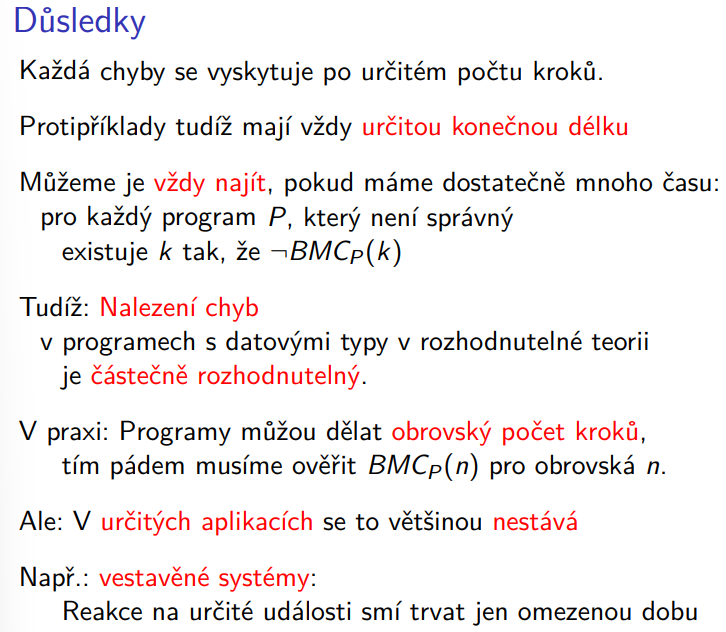 Důsledky
Každá chyby se vyskytuje po určitém počtu kroků.
Protipříklady tudíž mají vždy určitou konečnou délku
Můžeme je vždy najít, pokud máme dostatečně mnoho času:
pro každý program P, který není správný
existuje k tak, že ¬BMC_P(k)
Tudíž: Nalezení chyb
v programech s datovými typy v rozhodnutelné teorii
je částečně rozhodnutelný.
V praxi: Programy můžou dělat obrovský počet kroků,
tím pádem musíme ověřit BMC_P(n) pro obrovská n.
Ale: V určitých aplikacích se to většinou nestává
Např.: vestavěné systémy:
Reakce na určité události smí trvat jen omezenou dobu